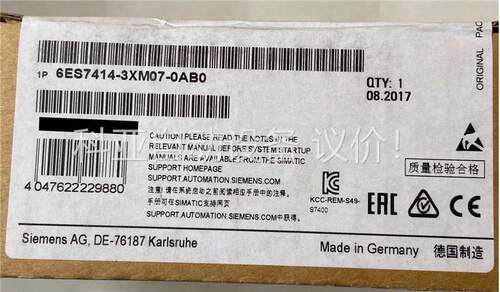 1P 6ES7414-3XM07-0AB0
QTY: 1
08.2017
ORIGINAL
CAUTION! PLEASE READ THE NOTES IN THE
RELEVANT MANUAL BEFORE SYSTEM STARTUP
MANUALS ARE AVAILABLE AT THE SIMATIC
SUPPORT HOMEPAGE
SUPPORT.AUTOMATION.SIEMENS.COM
注意!在系统启动之前请阅读相应手册中的注释。
手册可在SIMATIC支持网页
SUPPORT.AUTOMATION.SIEMENS.COM中获得。
议价!
质量检验合格
4 047622 229880
KCC-REM-S49-
S7400
EAC
Siemens AG, DE-76187 Karlsruhe
Made in Germany 德国制造